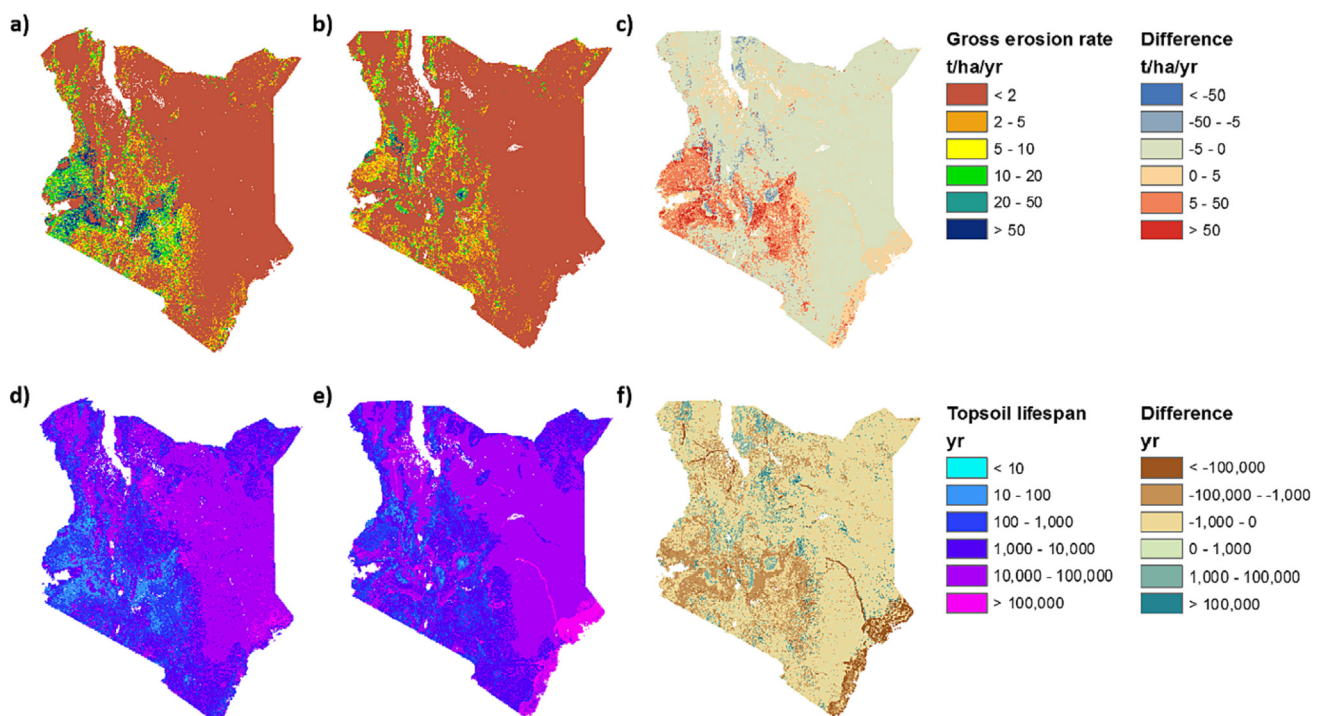 a)
b)
c)
Gross erosion rate
t/ha/yr
< 2
2 - 5
5 - 10
10 - 20
20 - 50
> 50
Difference
t/ha/yr
< -50
-50 - -5
-5 - 0
0 - 5
5 - 50
> 50
d)
e)
f)
Topsoil lifespan
yr
< 10
10 - 100
100 - 1,000
1,000 - 10,000
10,000 - 100,000
> 100,000
Difference
yr
< -100,000
-100,000 - -1,000
-1,000 - 0
0 - 1,000
1,000 - 100,000
> 100,000